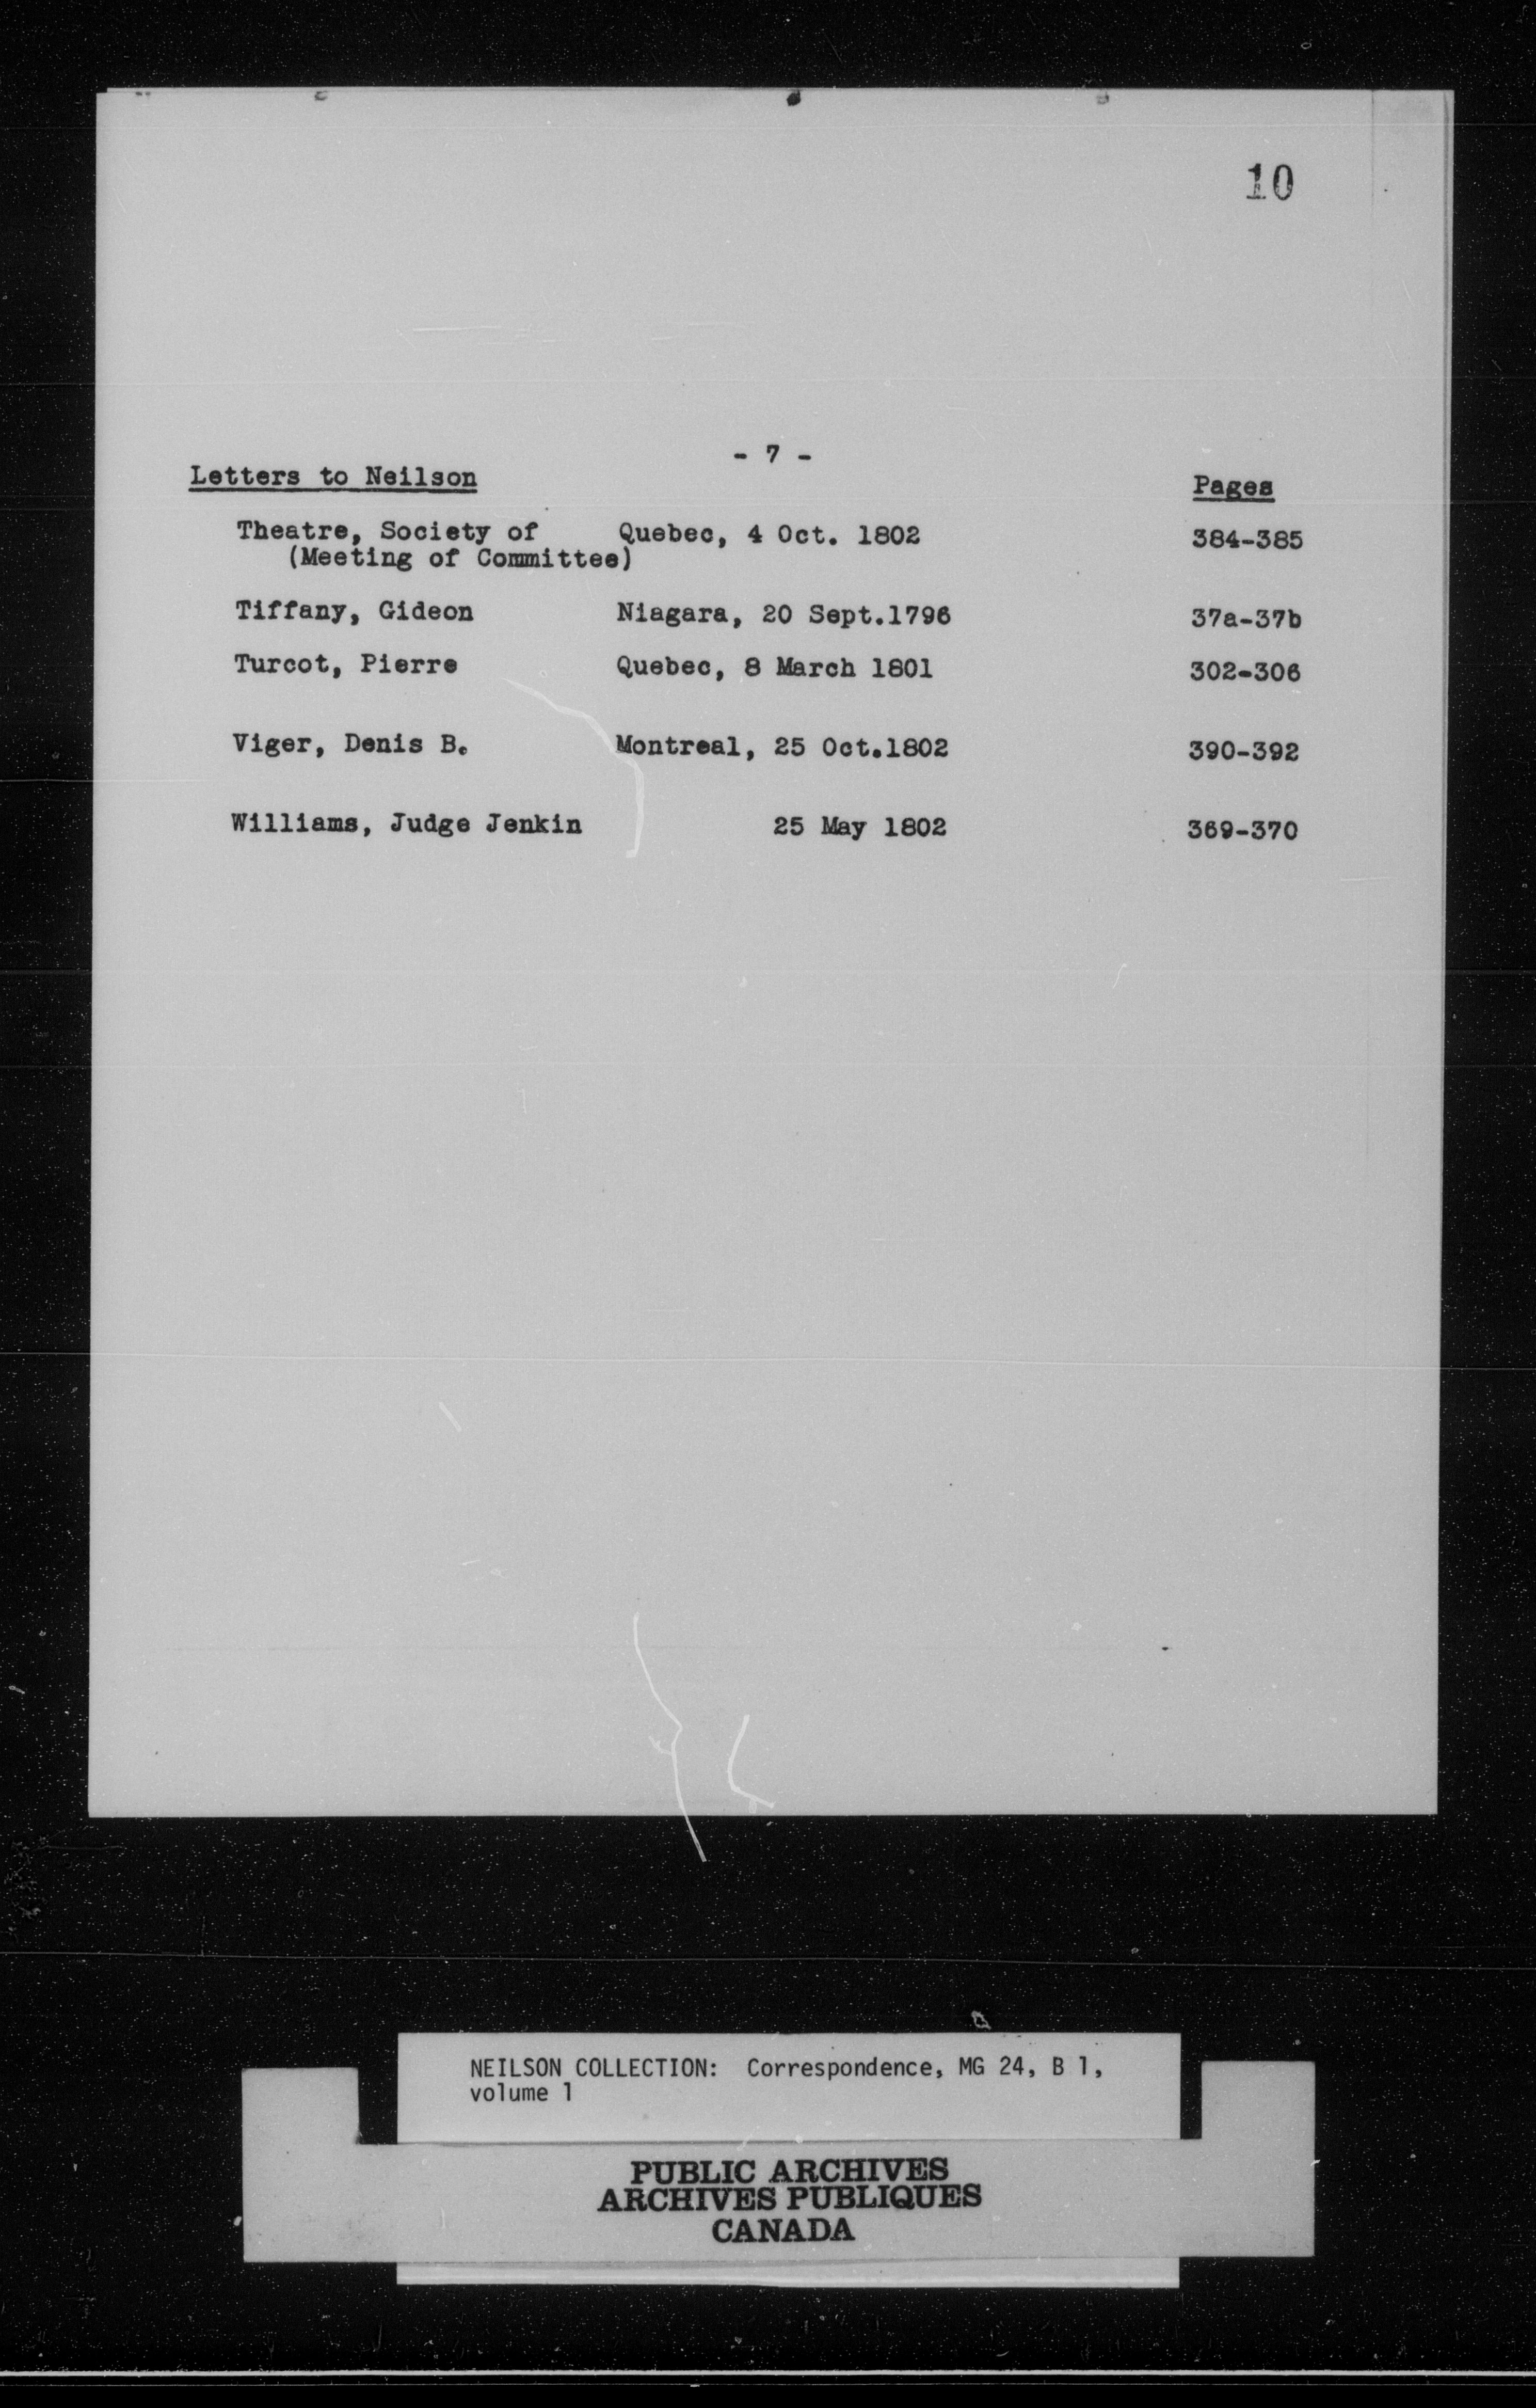 10
- 7 -
Letters to Neilson Pages
Theatre, Society of Quebec, 4 Oct. 1802 384-385
(Meeting of Committee)
Tiffany, Gideon Niagara, 20 Sept.1796 37a-37b
Turcot, Pierre Quebec, 8 March 1801 302-306
Viger, Denis B. Montreal, 25 Oct.1802 390-392
Williams, Judge Jenkin 25 May 1802 369-370
NEILSON COLLECTION: Correspondence, MG 24, B 1,
volume 1
PUBLIC ARCHIVES
ARCHIVES PUBLIQUES
CANADA